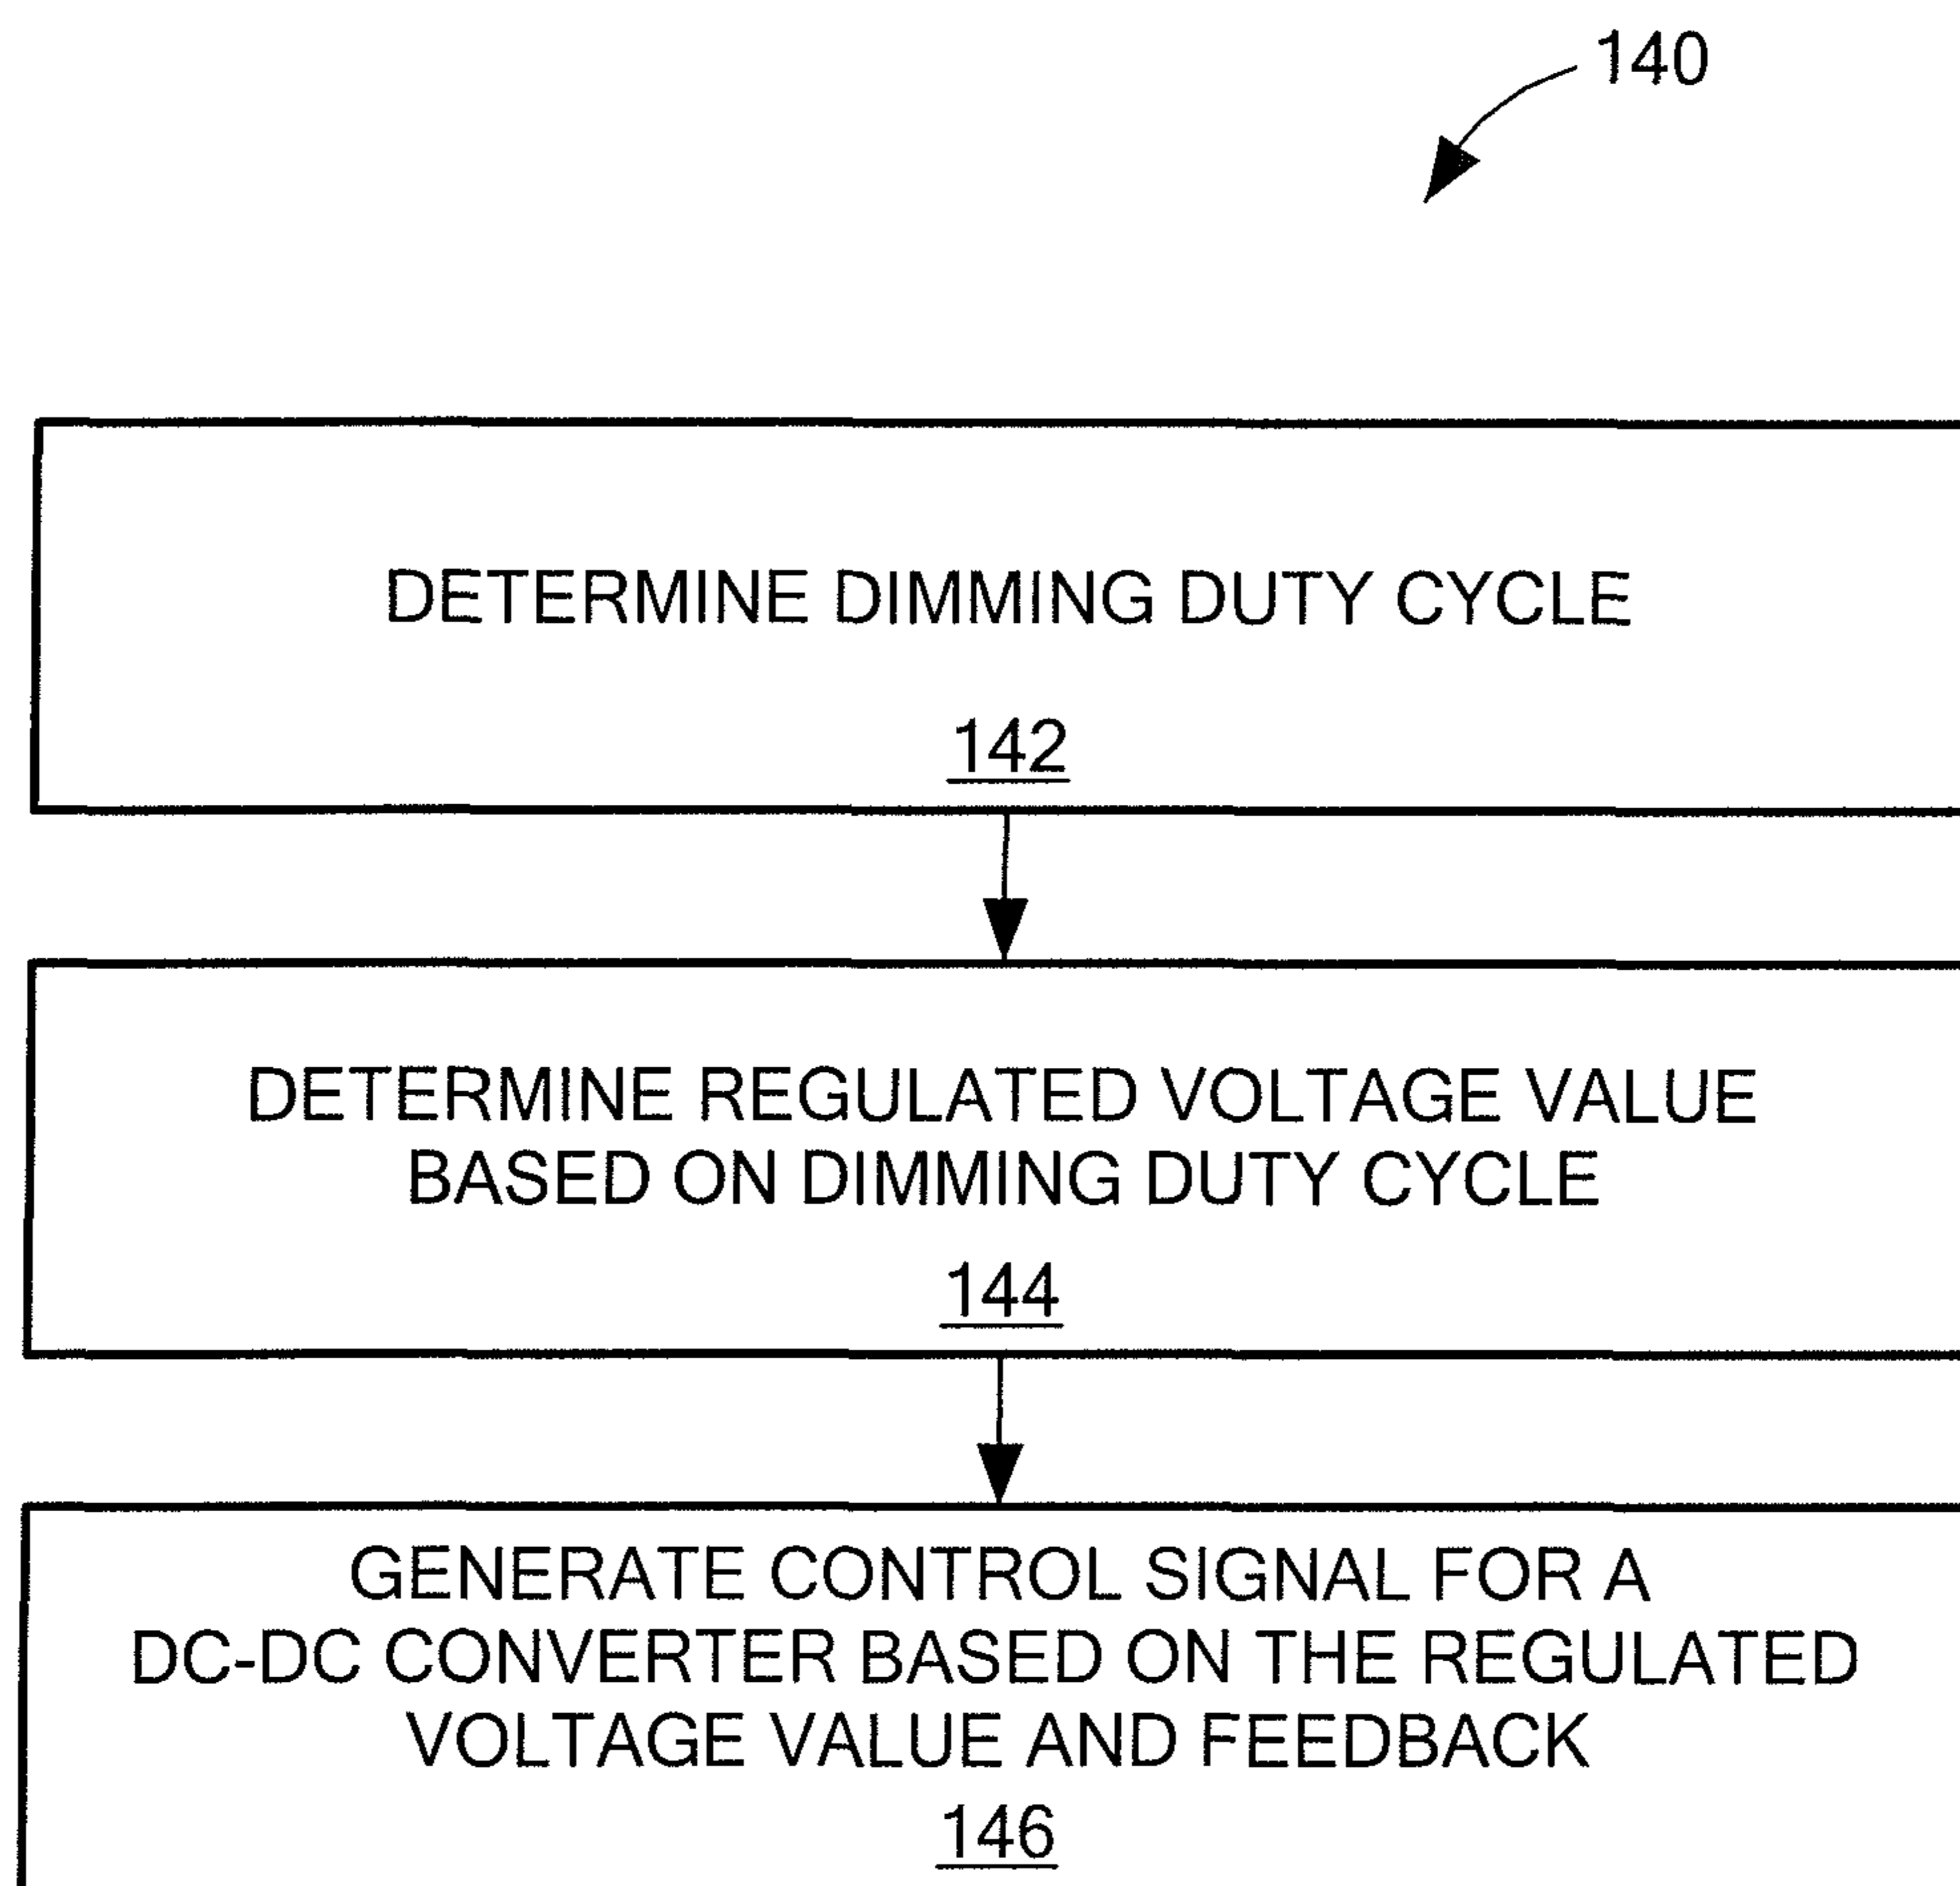 140
DETERMINE DIMMING DUTY CYCLE
142
DETERMINE REGULATED VOLTAGE VALUE
BASED ON DIMMING DUTY CYCLE
144
GENERATE CONTROL SIGNAL FOR A
DC-DC CONVERTER BASED ON THE REGULATED
VOLTAGE VALUE AND FEEDBACK
146